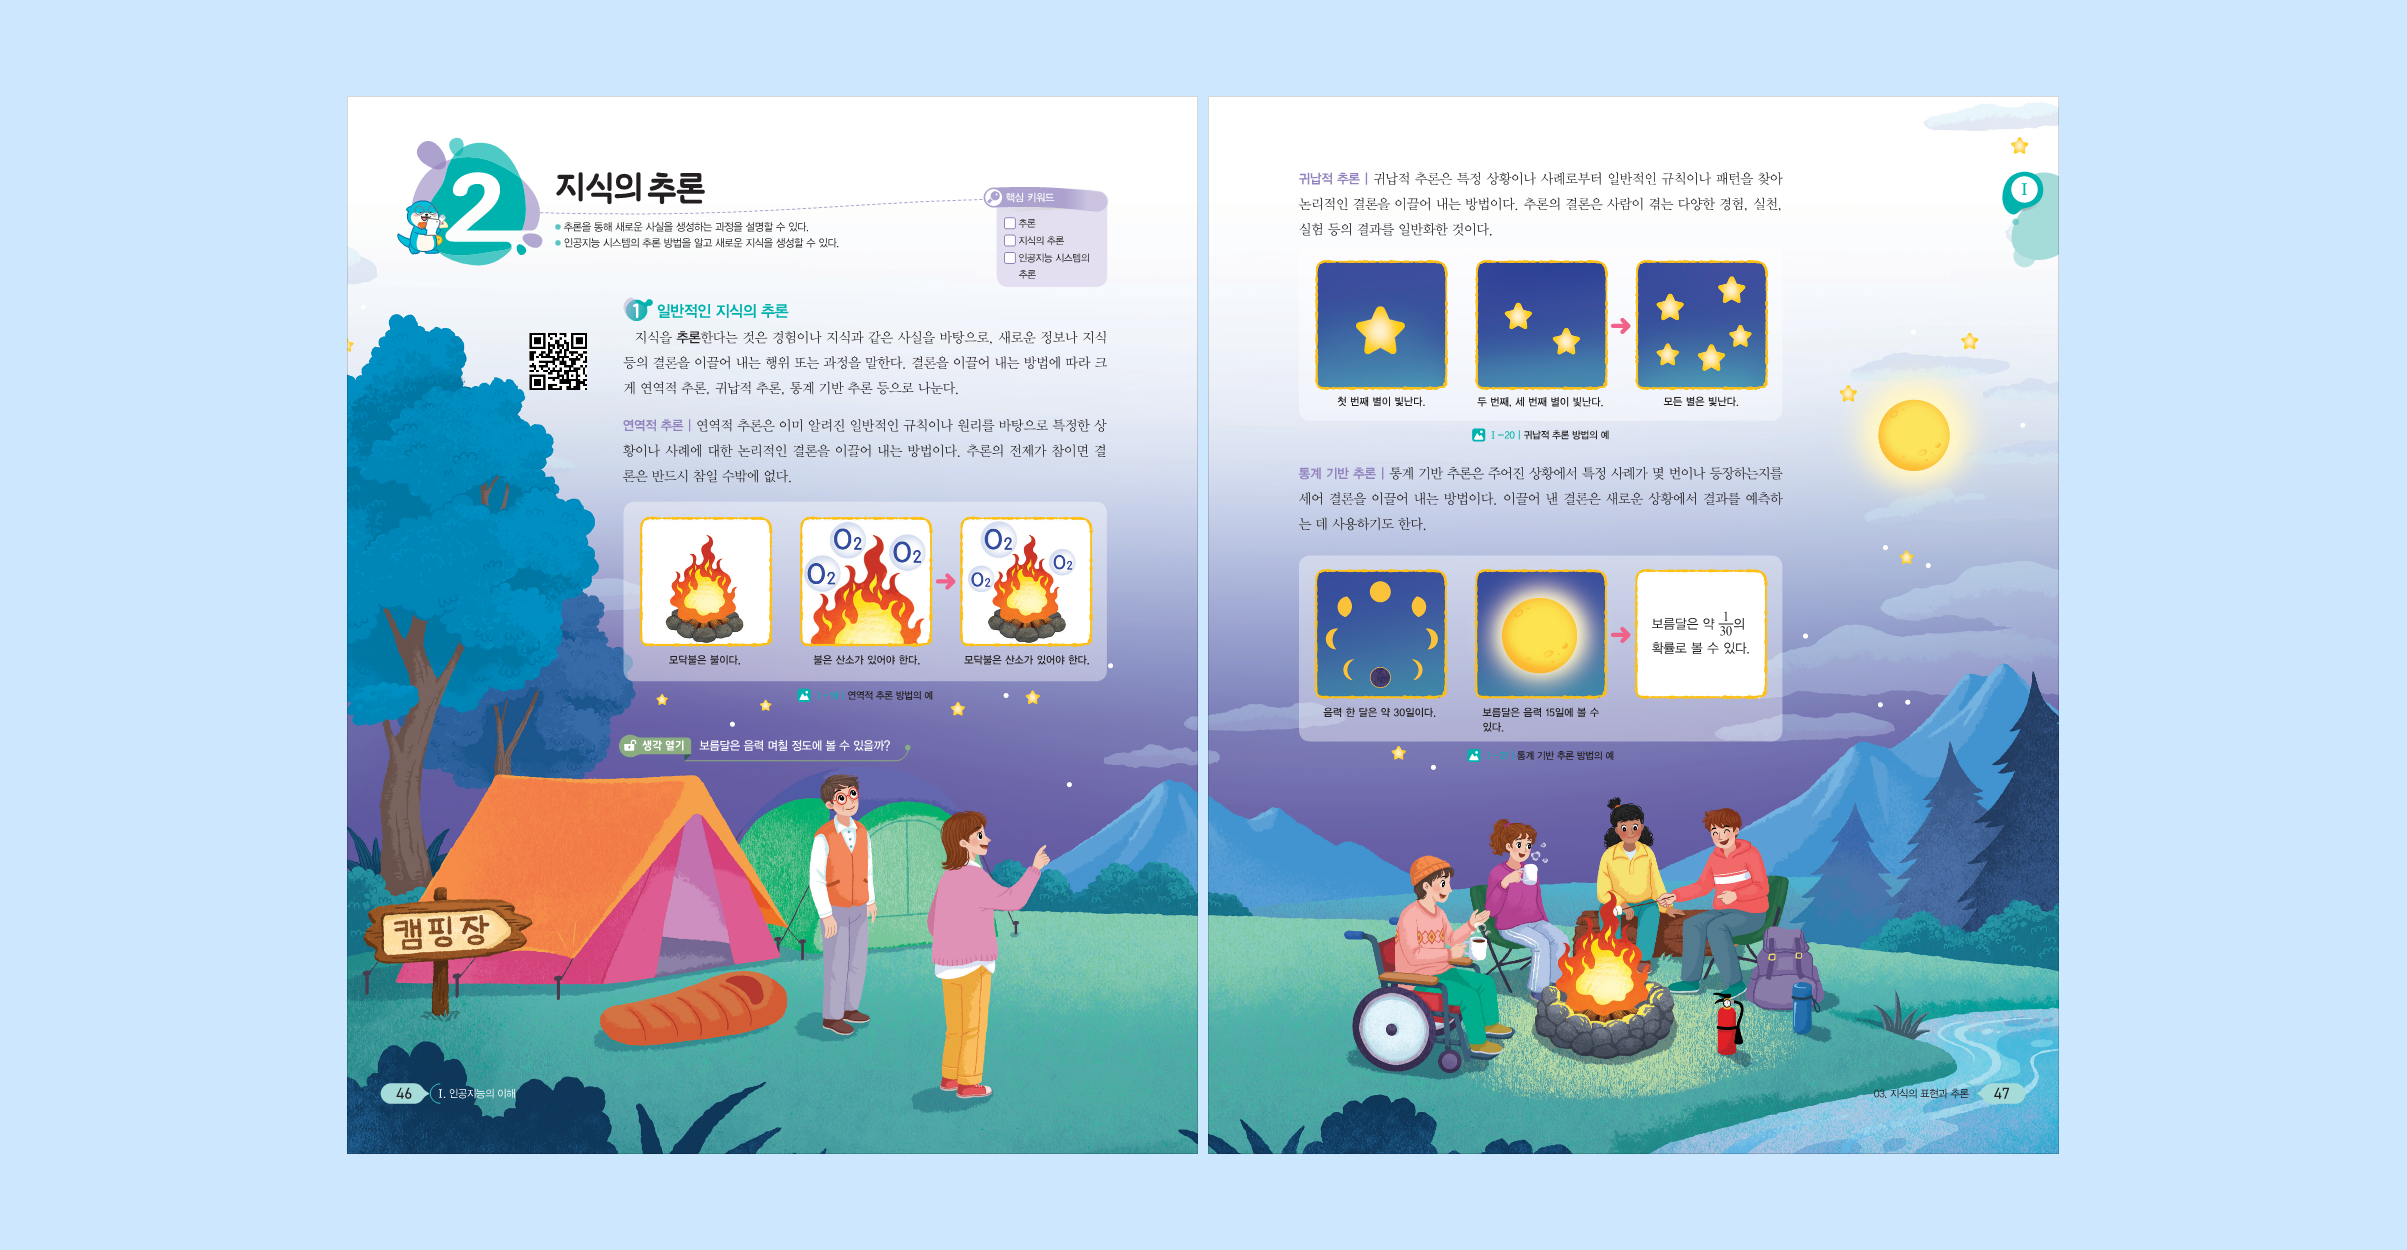 2
지식의 추론
추론을 통해 새로운 사실을 생성하는 과정을 설명할 수 있다.
인공지능 시스템의 추론 방법을 알고 새로운 지식을 생성할 수 있다.
핵심 키워드
추론
지식의 추론
인공지능 시스템의
추론
1 일반적인 지식의 추론
지식을 추론한다는 것은 경험이나 지식과 같은 사실을 바탕으로, 새로운 정보나 지식
등의 결론을 이끌어 내는 행위 또는 과정을 말한다. 결론을 이끌어 내는 방법에 따라 크
게 연역적 추론, 귀납적 추론, 통계 기반 추론 등으로 나눈다.
연역적 추론 | 연역적 추론은 이미 알려진 일반적인 규칙이나 원리를 바탕으로 특정한 상
황이나 사례에 대한 논리적인 결론을 이끌어 내는 방법이다. 추론의 전제가 참이면 결
론은 반드시 참일 수밖에 없다.
O2 O2 O2
O2 O2 O2
모닥불은 불이다.
불은 산소가 있어야 한다.
모닥불은 산소가 있어야 한다.
연역적 추론 방법의 예
생각 열기 보름달은 음력 며칠 정도에 볼 수 있을까?
캠핑장
46 Ⅰ. 인공지능의 이해
Ⅰ
귀납적 추론 | 귀납적 추론은 특정 상황이나 사례로부터 일반적인 규칙이나 패턴을 찾아
논리적인 결론을 이끌어 내는 방법이다. 추론의 결론은 사람이 겪는 다양한 경험, 실천,
실험 등의 결과를 일반화한 것이다.
첫 번째 별이 빛난다.
두 번째, 세 번째 별이 빛난다.
모든 별은 빛난다.
Ⅰ-20 | 귀납적 추론 방법의 예
통계 기반 추론 | 통계 기반 추론은 주어진 상황에서 특정 사례가 몇 번이나 등장하는지를
세어 결론을 이끌어 내는 방법이다. 이끌어 낸 결론은 새로운 상황에서 결과를 예측하
는 데 사용하기도 한다.
보름달은 약 1/30의
확률로 볼 수 있다.
음력 한 달은 약 30일이다.
보름달은 음력 15일에 볼 수
있다.
통계 기반 추론 방법의 예
03. 지식의 표현과 추론 47